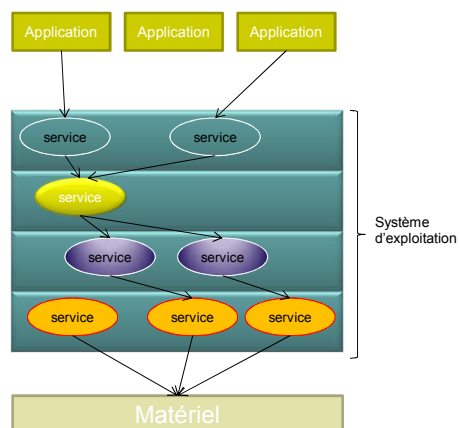 Application
Application
Application
service
service
service
Système
d'exploitation
service
service
service
service
service
Matériel